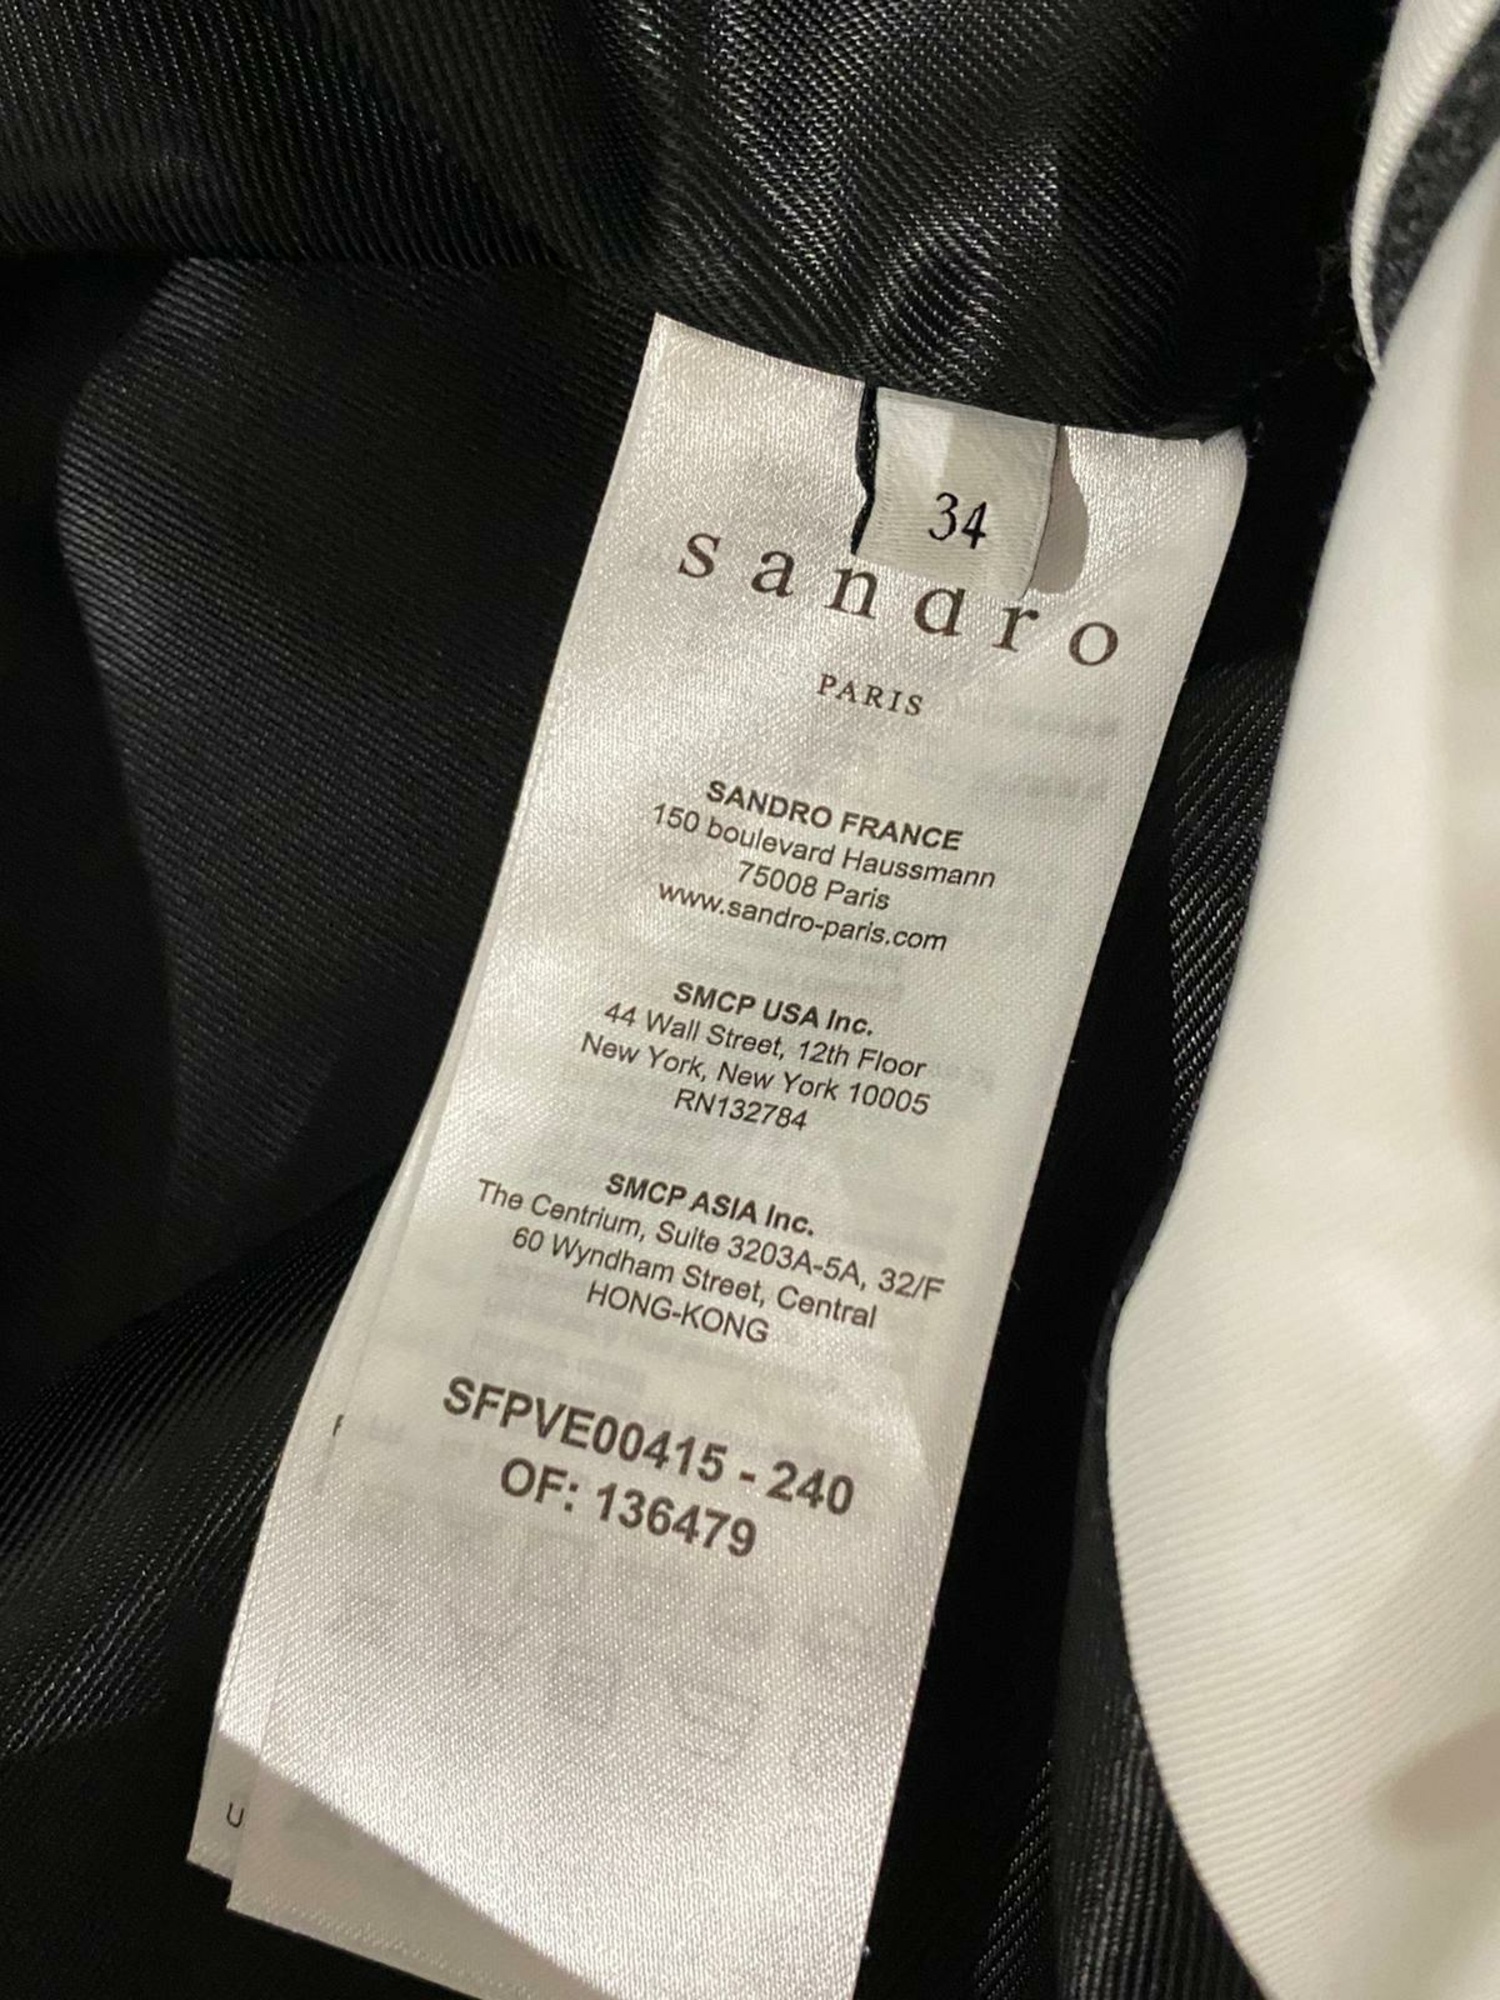 34
sandro
PARIS
SANDRO FRANCE
150 boulevard Haussmann
75008 Paris
www.sandro-paris.com
SMCP USA Inc.
44 Wall Street, 12th Floor
New York, New York 10005
RN132784
SMCP ASIA Inc.
The Centrium, Suite 3203A-5A, 32/F
60 Wyndham Street, Central
HONG-KONG
SFPVE00415 - 240
OF: 136479
U